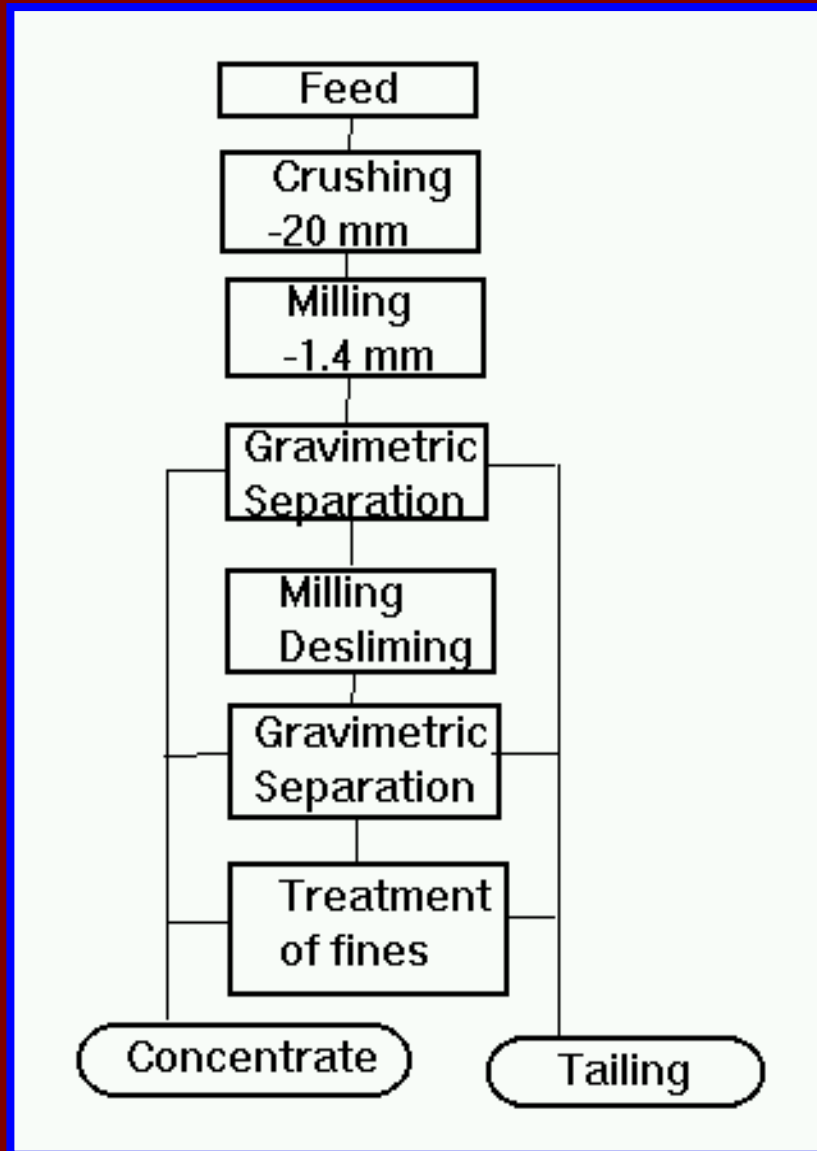 Feed
Crushing
-20 mm
Milling
-1.4 mm
Gravimetric
Separation
Milling
Desliming
Gravimetric
Separation
Treatment
of fines
Concentrate
Tailing